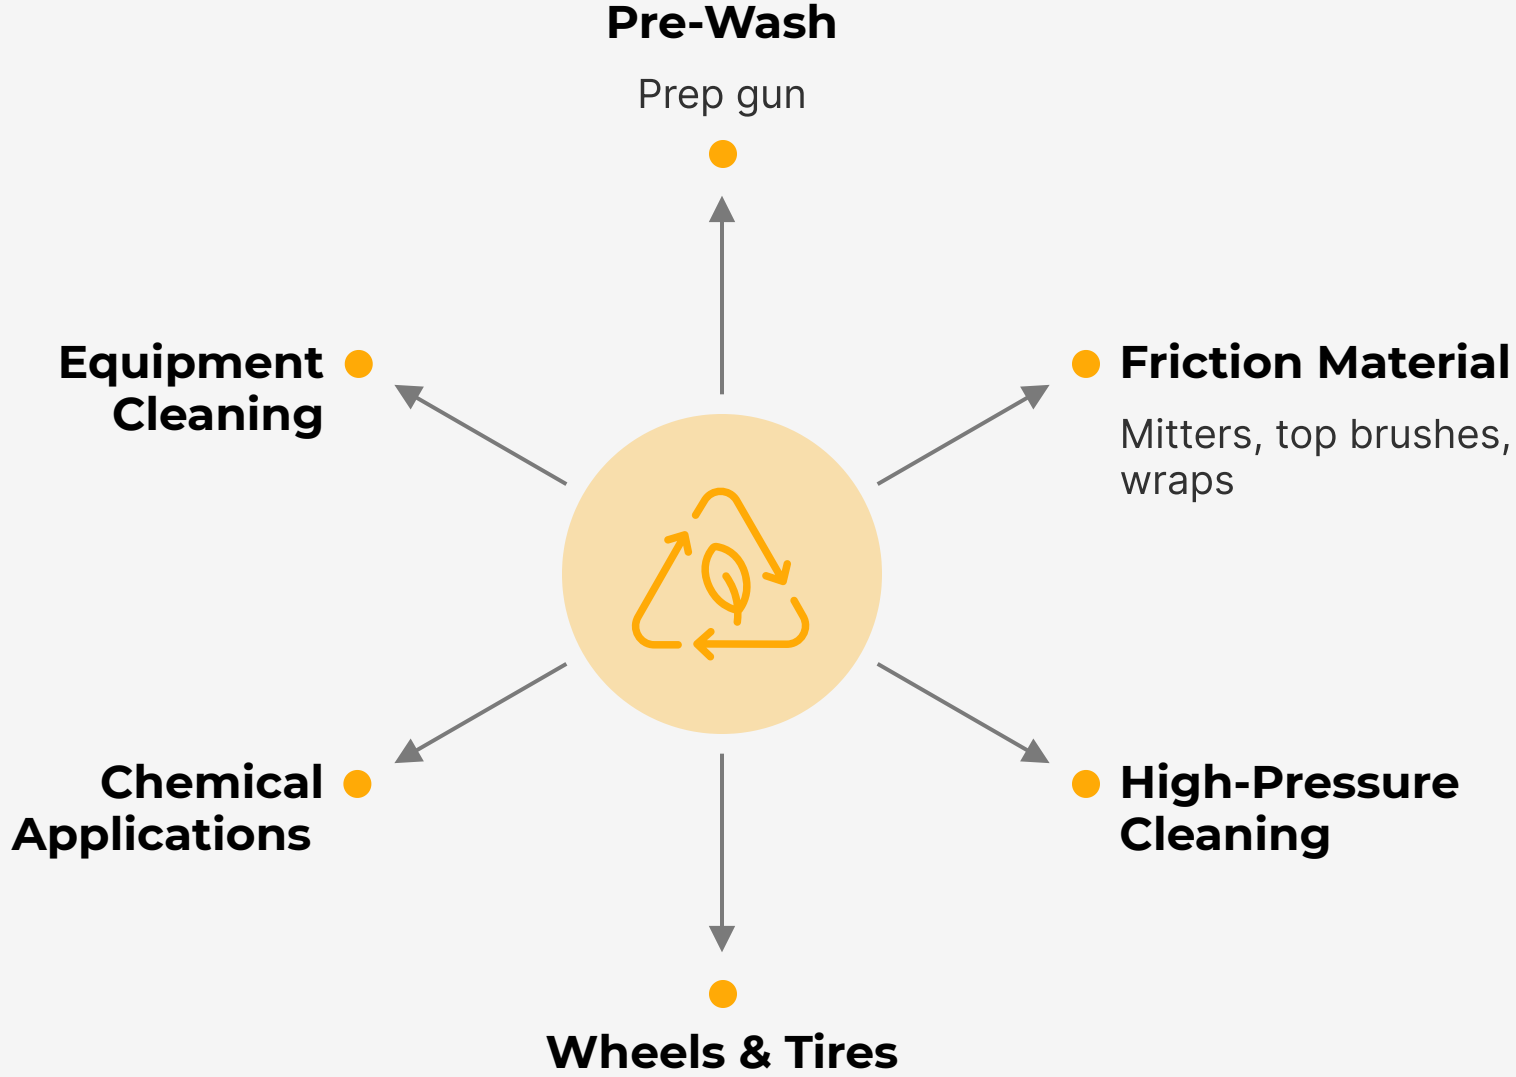 Pre-Wash
Prep gun
Equipment
Cleaning
Friction Material
Mitters, top brushes,
wraps
Chemical
Applications
High-Pressure
Cleaning
Wheels & Tires